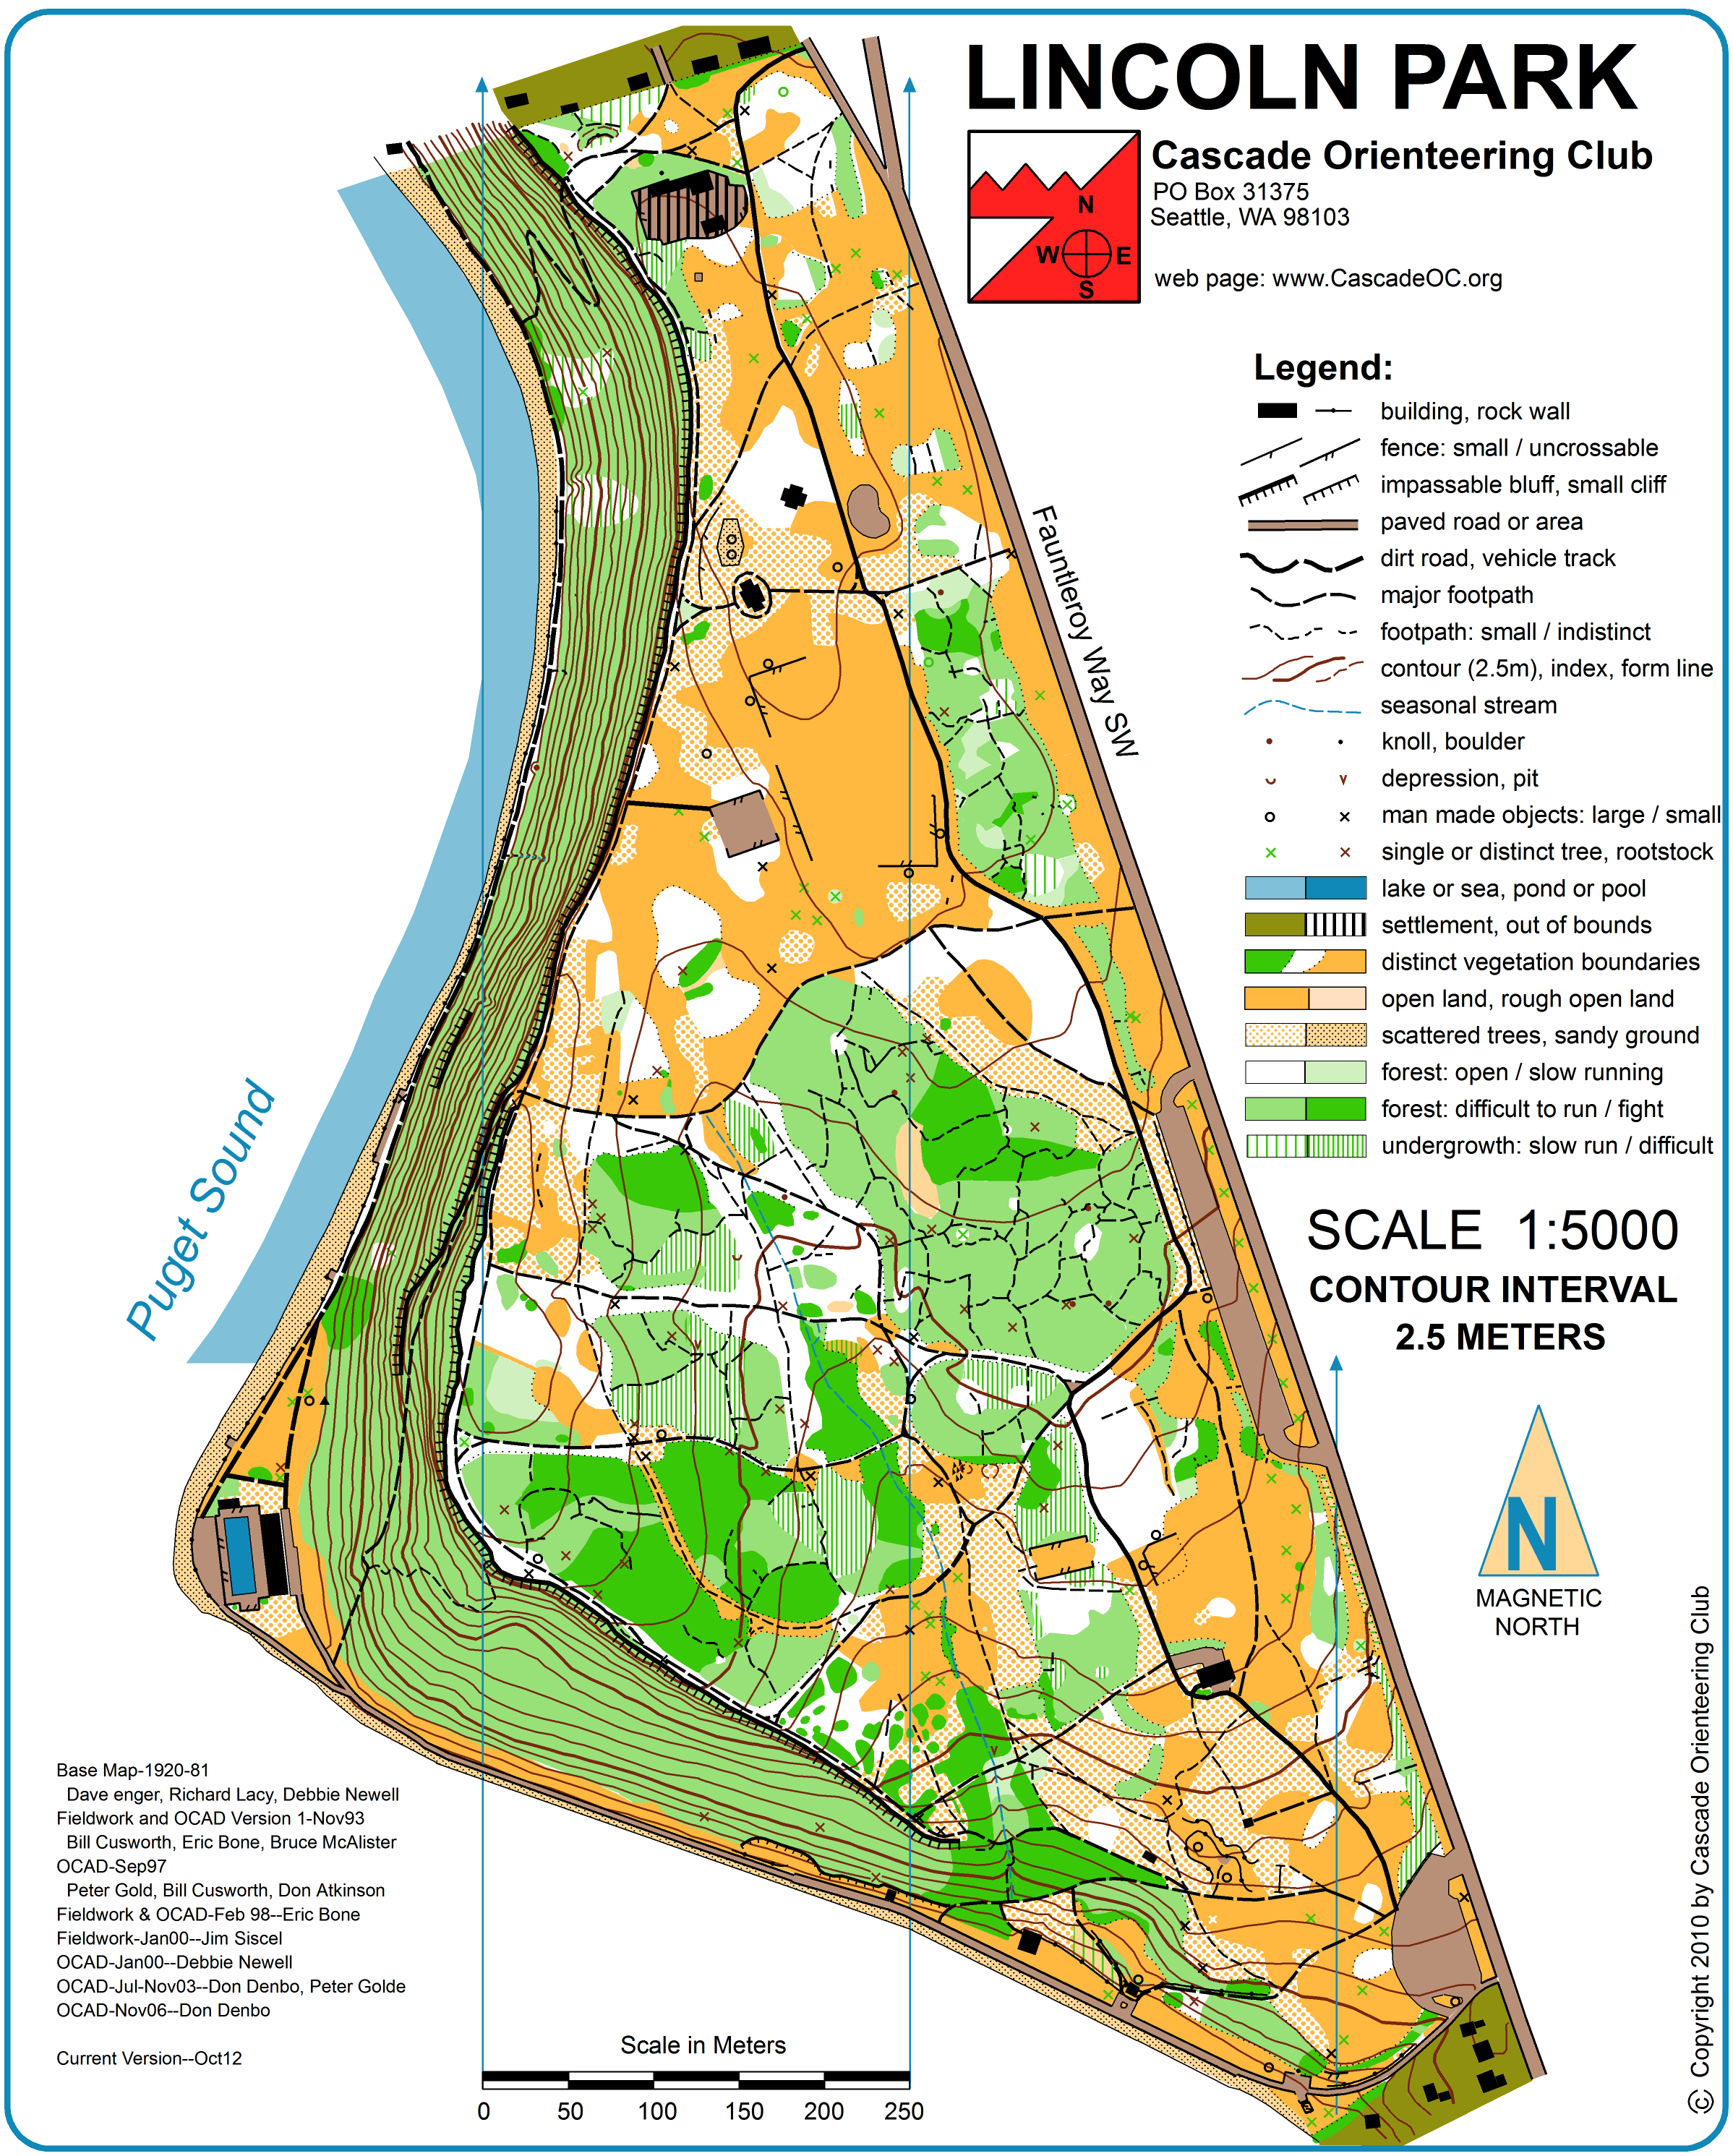 LINCOLN PARK
Cascade Orienteering Club
PO Box 31375
Seattle, WA 98103
web page: www.CascadeOC.org
N
W E
S
Legend:
building, rock wall
fence: small / uncrossable
impassable bluff, small cliff
paved road or area
dirt road, vehicle track
major footpath
footpath: small / indistinct
contour (2.5m), index, form line
seasonal stream
knoll, boulder
depression, pit
man made objects: large / small
single or distinct tree, rootstock
lake or sea, pond or pool
settlement, out of bounds
distinct vegetation boundaries
open land, rough open land
scattered trees, sandy ground
forest: open / slow running
forest: difficult to run / fight
undergrowth: slow run / difficult
Fauntleroy Way SW
Puget Sound
SCALE 1:5000
CONTOUR INTERVAL
2.5 METERS
N
MAGNETIC
NORTH
Base Map-1920-81
Dave enger, Richard Lacy, Debbie Newell
Fieldwork and OCAD Version 1-Nov93
Bill Cusworth, Eric Bone, Bruce McAlister
OCAD-Sep97
Peter Gold, Bill Cusworth, Don Atkinson
Fieldwork & OCAD-Feb 98--Eric Bone
Fieldwork-Jan00--Jim Siscel
OCAD-Jan00--Debbie Newell
OCAD-Jul-Nov03--Don Denbo, Peter Golde
OCAD-Nov06--Don Denbo
Current Version--Oct12
Scale in Meters
0 50 100 150 200 250
© Copyright 2010 by Cascade Orienteering Club